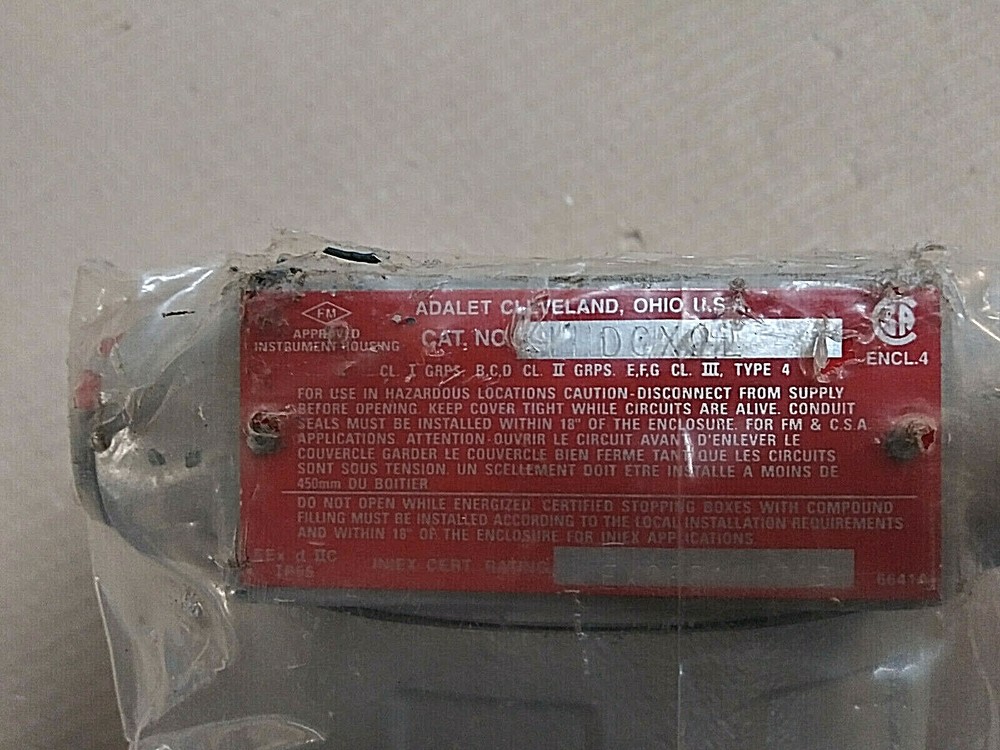 FM
APPROVED
INSTRUMENT HOUSING
ADALET CLEVELAND, OHIO, U.S.A.
CAT. NO.
ENCL.4
CL. I GRPS. B,C,D CL. II GRPS. E,F,G CL. III, TYPE 4
FOR USE IN HAZARDOUS LOCATIONS CAUTION-DISCONNECT FROM SUPPLY
BEFORE OPENING. KEEP COVER TIGHT WHILE CIRCUITS ARE ALIVE. CONDUIT
SEALS MUST BE INSTALLED WITHIN 18" OF THE ENCLOSURE. FOR FM & C.S.A.
APPLICATIONS. ATTENTION-OUVRIR LE CIRCUIT AVANT D'ENLEVER LE
COUVERCLE GARDER LE COUVERCLE BIEN FERME TANT QUE LES CIRCUITS
SONT SOUS TENSION. UN SCELLEMENT DOIT ETRE INSTALLE A MOINS DE
450mm DU BOITIER
DO NOT OPEN WHILE ENERGIZED. CERTIFIED STOPPING BOXES WITH COMPOUND
FILLING MUST BE INSTALLED ACCORDING TO THE LOCAL INSTALLATION REQUIREMENTS
AND WITHIN 18" OF THE ENCLOSURE FOR INIEX APPLICATIONS.
EEx d IIC
INIEX CERT. RATING